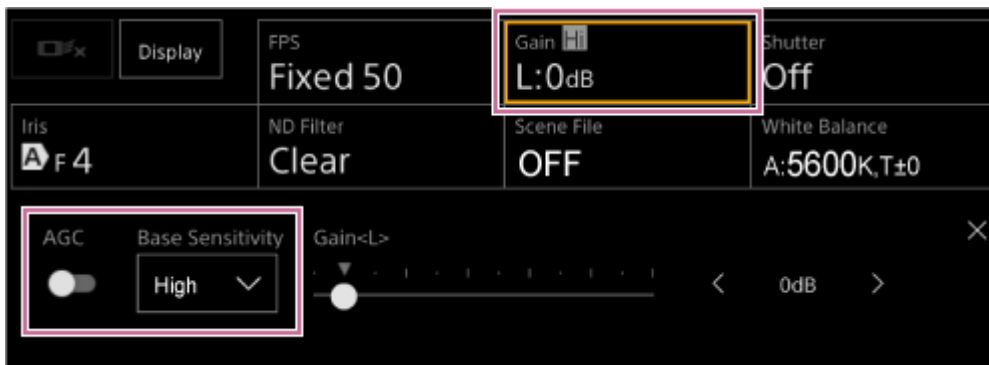 Display
FPS
Fixed 50
Gain Hi
L:0dB
Shutter
Off
Iris
A F4
ND Filter
Clear
Scene File
OFF
White Balance
A:5600K,T±0
AGC
Base Sensitivity
High
Gain<L>
0dB